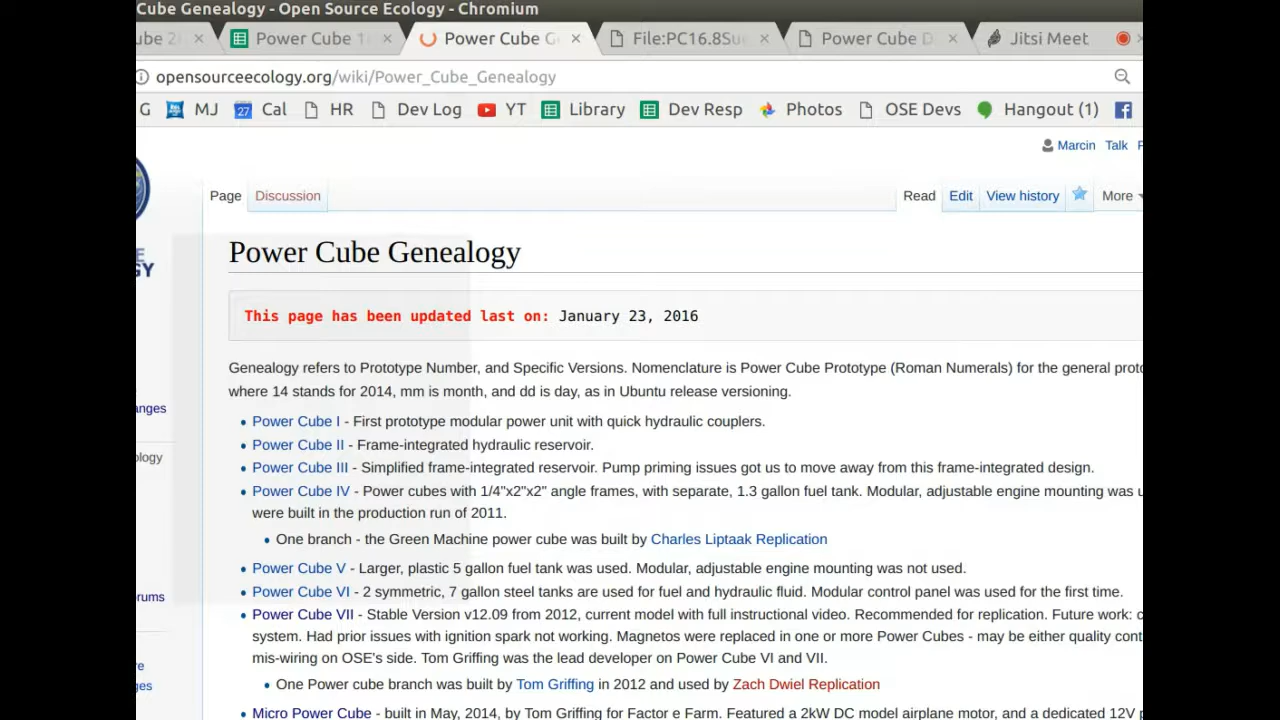 Cube Genealogy - Open Source Ecology - Chromium
Power Cube Power Cube G File:PC16.8Su Power Cube D Jitsi Meet
opensourceecology.org/wiki/Power_Cube_Genealogy
G MJ 27 Cal HR Dev Log YT Library Dev Resp Photos OSE Devs Hangout (1)
Marcin Talk
Page Discussion Read Edit View history More
Power Cube Genealogy
This page has been updated last on: January 23, 2016
Genealogy refers to Prototype Number, and Specific Versions. Nomenclature is Power Cube Prototype (Roman Numerals) for the general proto
where 14 stands for 2014, mm is month, and dd is day, as in Ubuntu release versioning.
• Power Cube I - First prototype modular power unit with quick hydraulic couplers.
• Power Cube II - Frame-integrated hydraulic reservoir.
• Power Cube III - Simplified frame-integrated reservoir. Pump priming issues got us to move away from this frame-integrated design.
• Power Cube IV - Power cubes with 1/4"x2"x2" angle frames, with separate, 1.3 gallon fuel tank. Modular, adjustable engine mounting was u
were built in the production run of 2011.
• One branch - the Green Machine power cube was built by Charles Liptaak Replication
• Power Cube V - Larger, plastic 5 gallon fuel tank was used. Modular, adjustable engine mounting was not used.
• Power Cube VI - 2 symmetric, 7 gallon steel tanks are used for fuel and hydraulic fluid. Modular control panel was used for the first time.
• Power Cube VII - Stable Version v12.09 from 2012, current model with full instructional video. Recommended for replication. Future work: c
system. Had prior issues with ignition spark not working. Magnetos were replaced in one or more Power Cubes - may be either quality cont
mis-wiring on OSE's side. Tom Griffing was the lead developer on Power Cube VI and VII.
• One Power cube branch was built by Tom Griffing in 2012 and used by Zach Dwiel Replication
• Micro Power Cube - built in May, 2014, by Tom Griffing for Factor e Farm. Featured a 2kW DC model airplane motor, and a dedicated 12V p